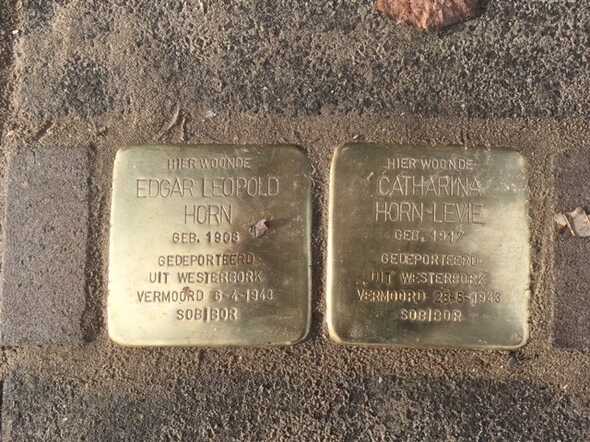 HIER WOONDE
EDGAR LEOPOLD
HORN
GEB. 1908
GEDEPORTEERD
UIT WESTERBORK
VERMOORD 6-4-1943
SOBIBOR
HIER WOONDE
CATHARINA
HORN-LEVIE
GEB. 1917
GEDEPORTEERD
UIT WESTERBORK
VERMOORD 28-5-1943
SOBIBOR